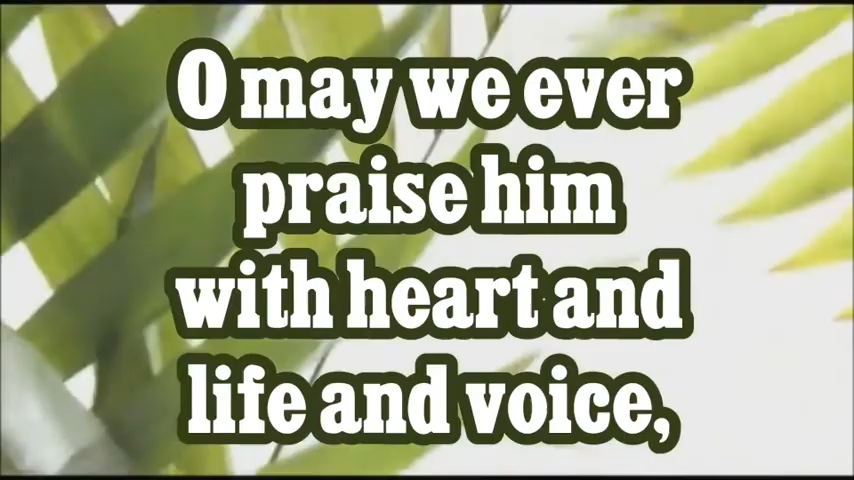 O may we ever
praise him
with heart and
life and voice,